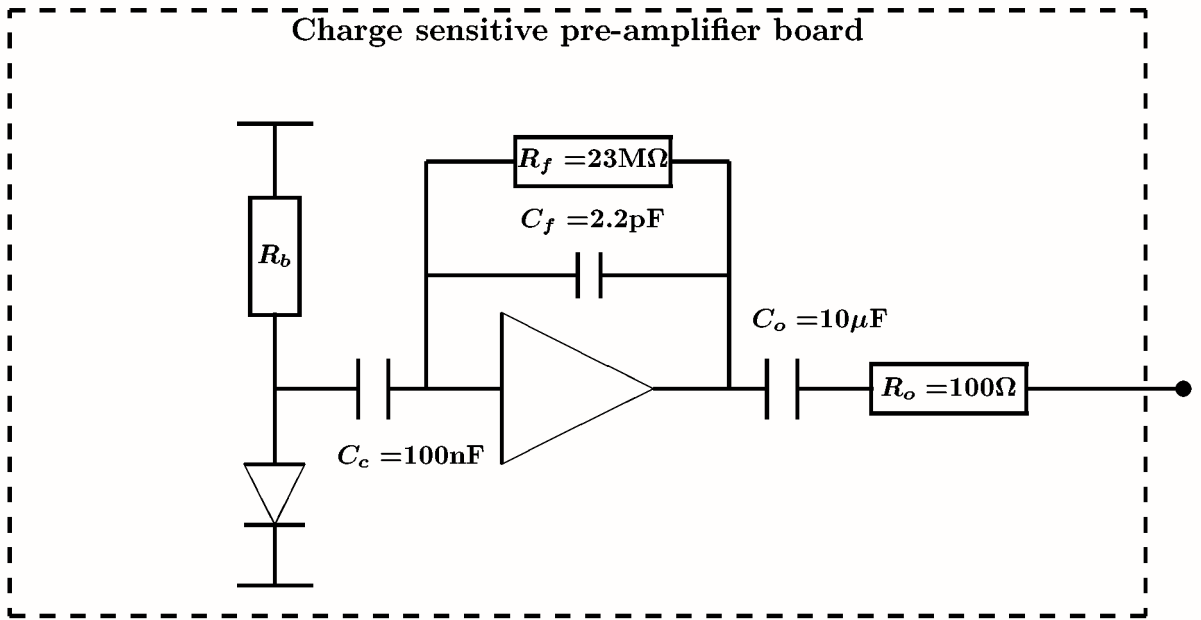 Charge sensitive pre-amplifier board
R_f =23MΩ
C_f =2.2pF
R_b
C_o =10μF
R_o =100Ω
C_c =100nF